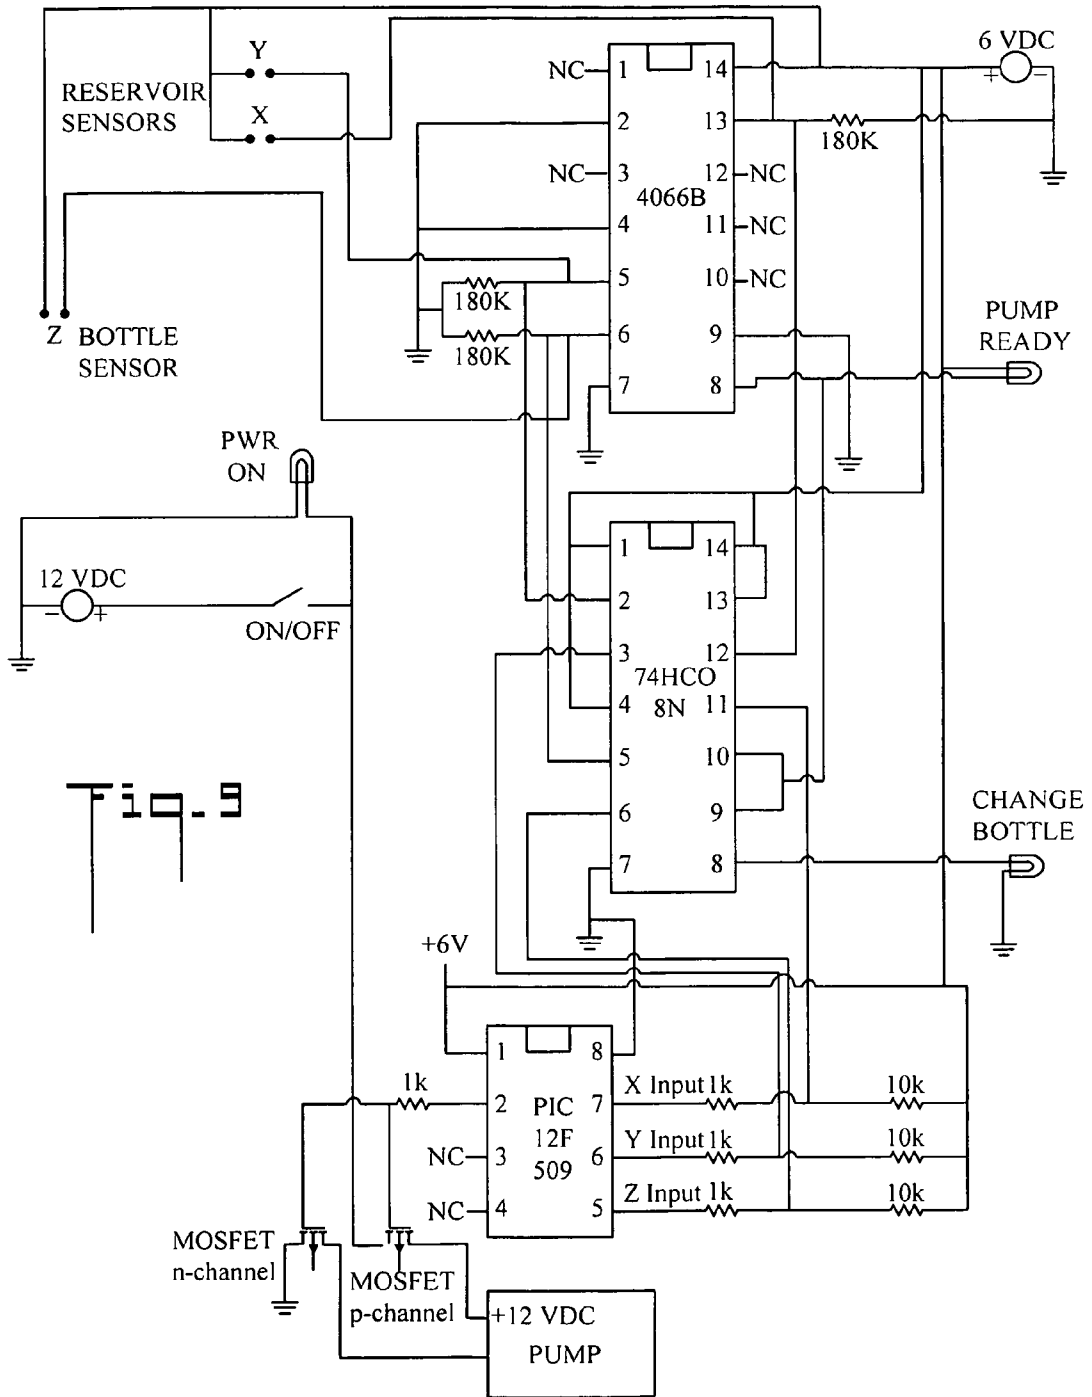 Y
RESERVOIR
SENSORS
X
6 VDC
+
-
NC
1
14
2
13
180K
NC
3
12
NC
4066B
4
11
NC
5
10
NC
180K
6
9
180K
7
8
PUMP
READY
Z
BOTTLE
SENSOR
PWR
ON
12 VDC
-
+
ON/OFF
1
14
2
13
3
12
74HCO
8N
4
11
5
10
6
9
7
8
CHANGE
BOTTLE
Fig. 9
+6V
1
8
1k
2
PIC
7
X Input 1k
10k
NC
3
12F
6
Y Input 1k
10k
509
NC
4
5
Z Input 1k
10k
MOSFET
n-channel
MOSFET
p-channel
+12 VDC
PUMP